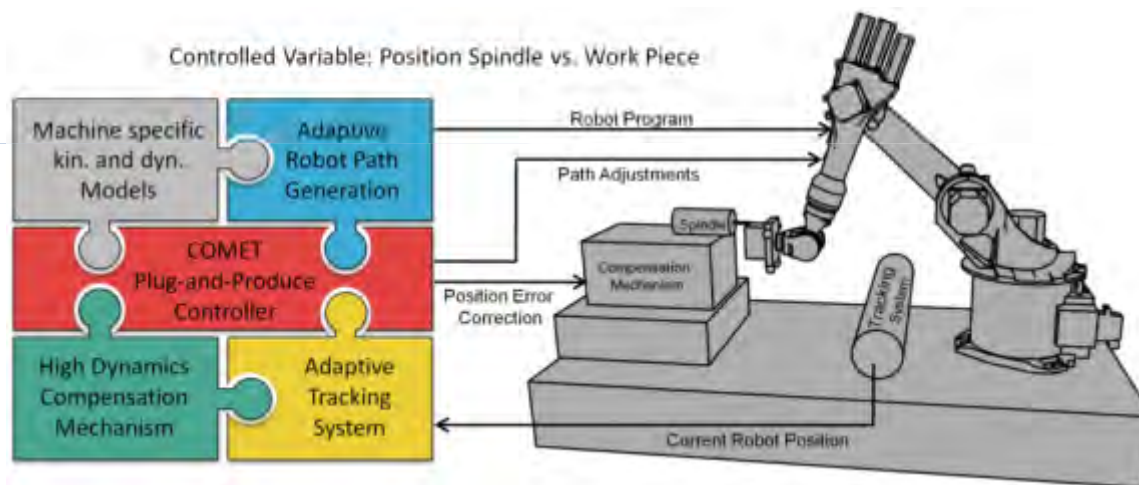 Controlled Variable: Position Spindle vs. Work Piece
Machine specific
kin. and dyn.
Models
Adaptive
Robot Path
Generation
COMET
Plug-and-Produce
Controller
High Dynamics
Compensation
Mechanism
Adaptive
Tracking
System
Robot Program
Path Adjustments
Position Error
Correction
Current Robot Position
Spindle
Compensation
Mechanism
Tracking
System